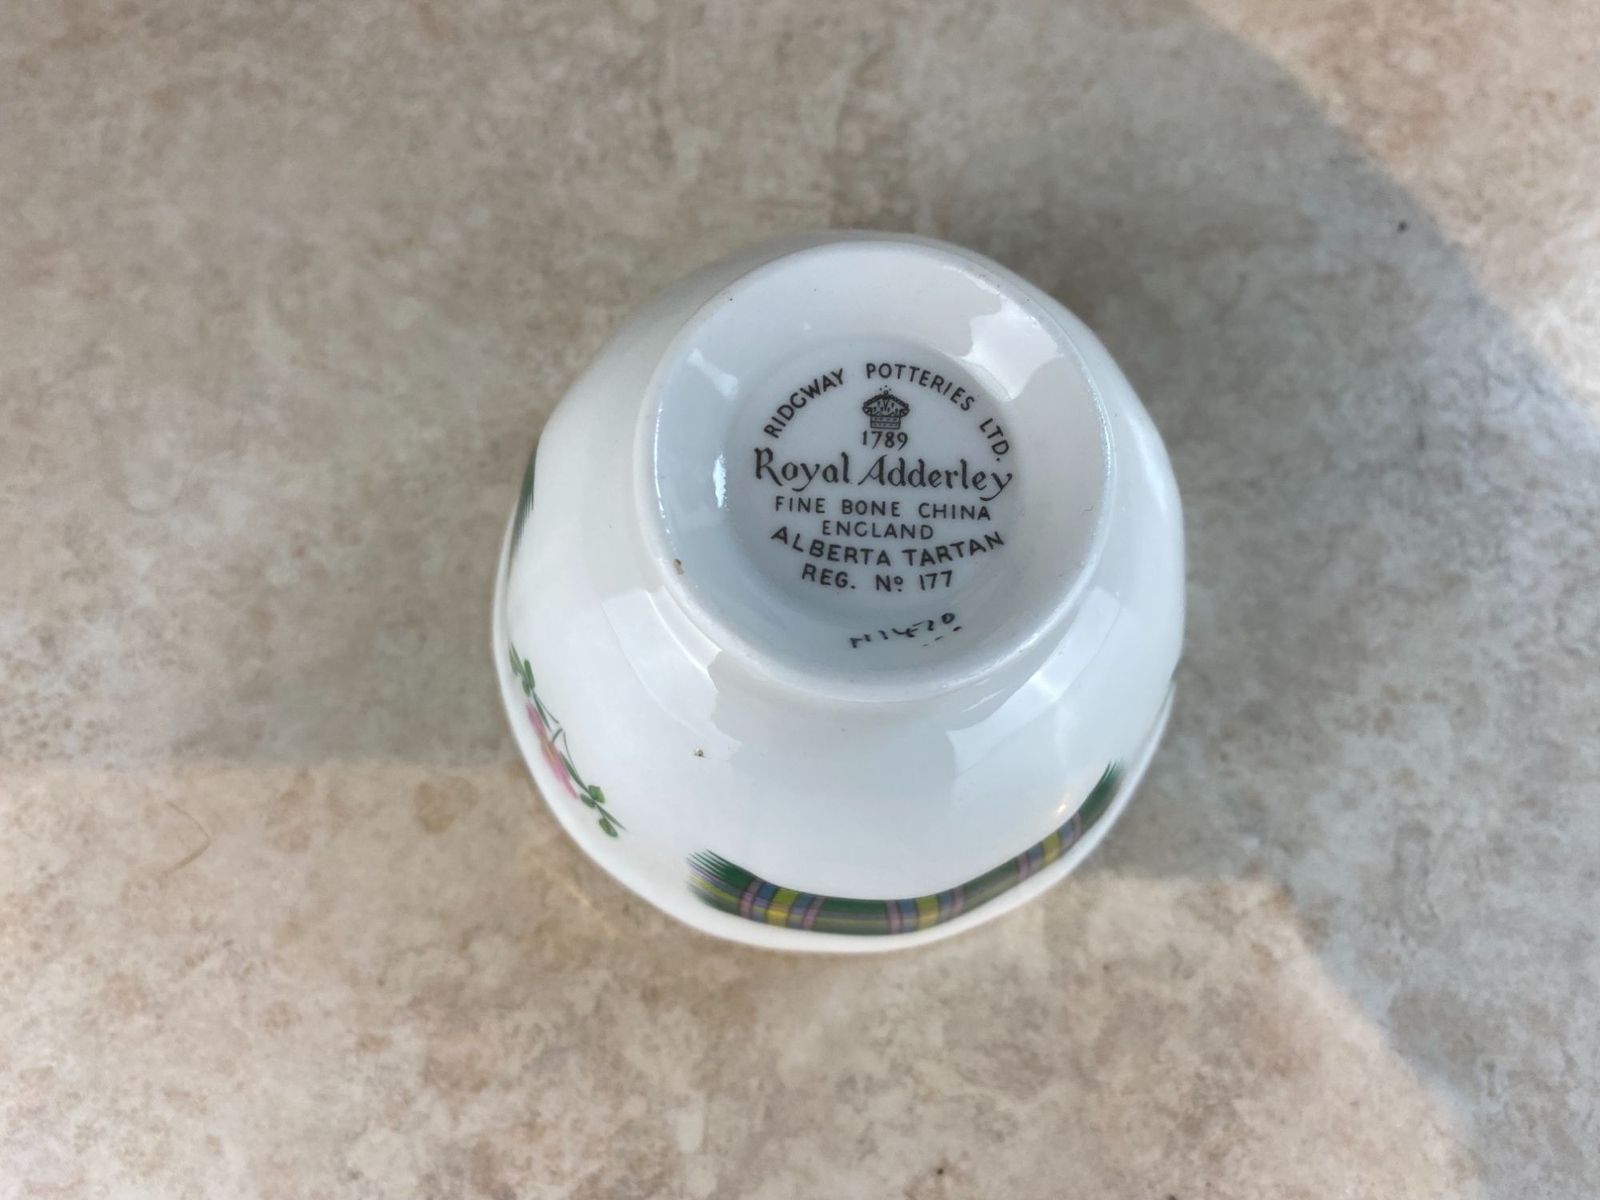 RIDGWAY POTTERIES LTD.
1789
Royal Adderley
FINE BONE CHINA
ENGLAND
ALBERTA TARTAN
REG. Nº 177